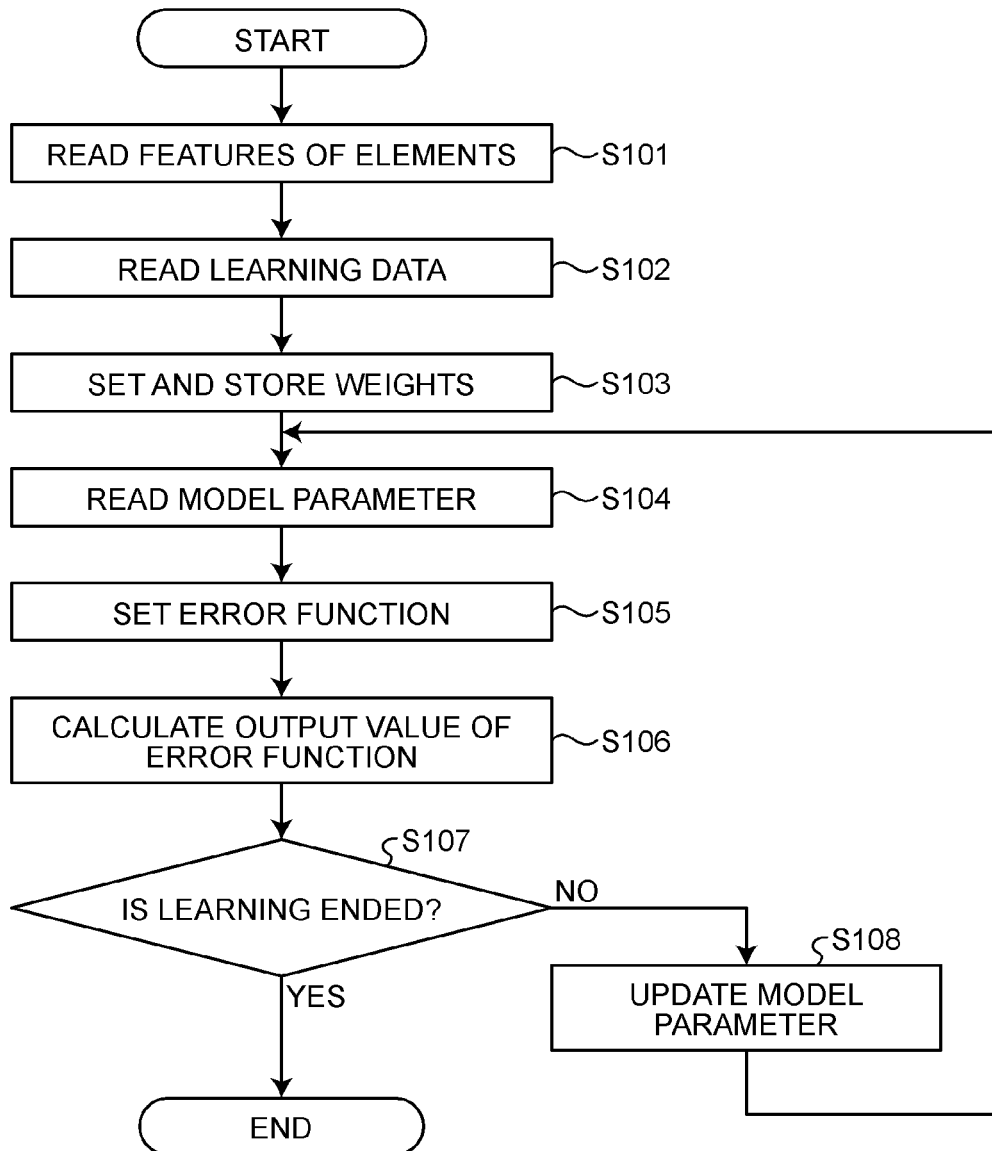 START
READ FEATURES OF ELEMENTS
S101
READ LEARNING DATA
S102
SET AND STORE WEIGHTS
S103
READ MODEL PARAMETER
S104
SET ERROR FUNCTION
S105
CALCULATE OUTPUT VALUE OF
ERROR FUNCTION
S106
S107
IS LEARNING ENDED?
NO
S108
UPDATE MODEL
PARAMETER
YES
END